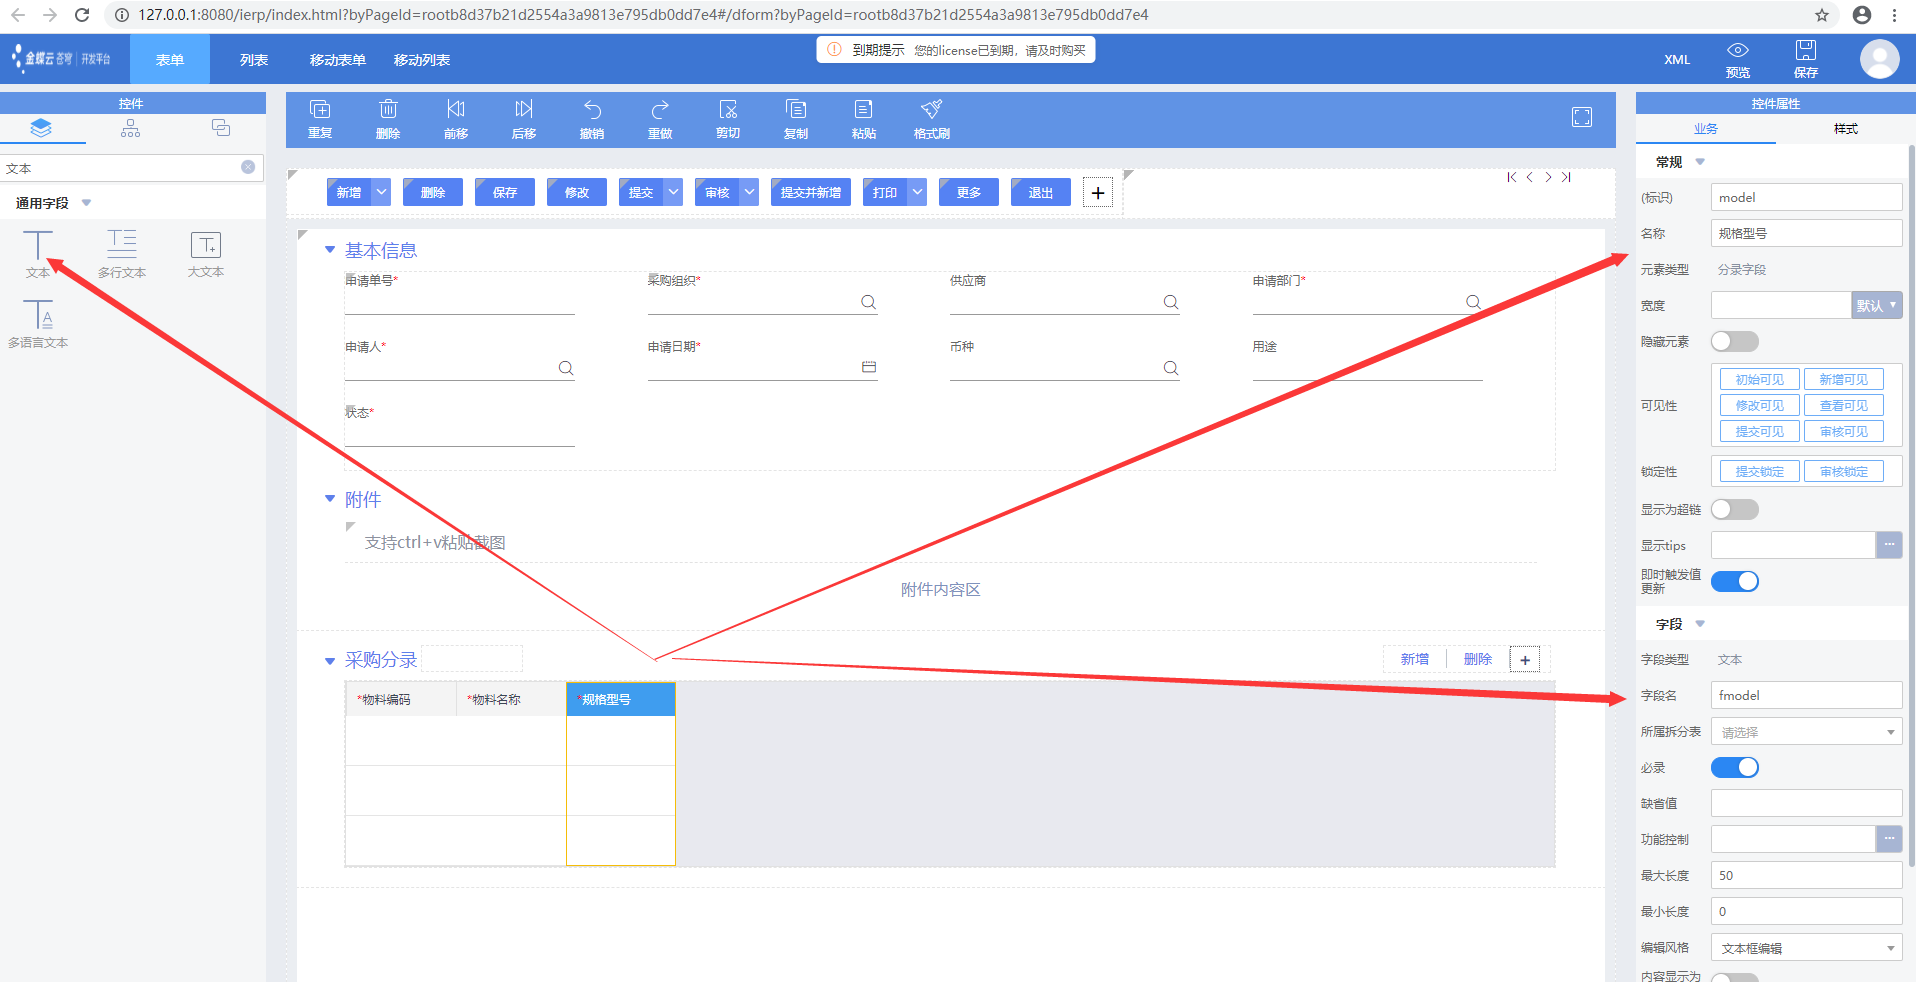 127.0.0.1:8080/ierp/index.html?byPageId=rootb8d37b21d2554a3a9813e795db0dd7e4#/dform?byPageId=rootb8d37b21d2554a3a9813e795db0dd7e4
金蝶云 苍穹 | 开发平台
表单 列表 移动表单 移动列表
到期提示 您的license已到期，请及时购买
XML 预览 保存
控件
文本
通用字段
文本 多行文本 大文本
多语言文本
重复 删除 前移 后移 撤销 重做 剪切 复制 粘贴 格式刷
新增 删除 保存 修改 提交 审核 提交并新增 打印 更多 退出 +
基本信息
申请单号* 采购组织* 供应商 申请部门*
申请人* 申请日期* 币种 用途
状态*
附件
支持ctrl+v粘贴截图
附件内容区
采购分录
新增 删除 +
*物料编码 *物料名称 *规格型号
控件属性
业务 样式
常规
(标识) model
名称 规格型号
元素类型 分录字段
宽度 默认
隐藏元素
可见性 初始可见 新增可见
修改可见 查看可见
提交可见 审核可见
锁定性 提交锁定 审核锁定
显示为超链
显示tips ...
即时触发值
更新
字段
字段类型 文本
字段名 fmodel
所属拆分表 请选择
必录
缺省值
功能控制 ...
最大长度 50
最小长度 0
编辑风格 文本框编辑
内容显示为